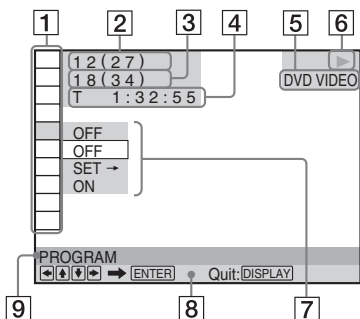 1 2 3 4 5 6
12(27)
18(34)
DVD VIDEO
T 1:32:55
OFF
OFF
SET →
ON
PROGRAM
ENTER Quit: DISPLAY
9 8 7